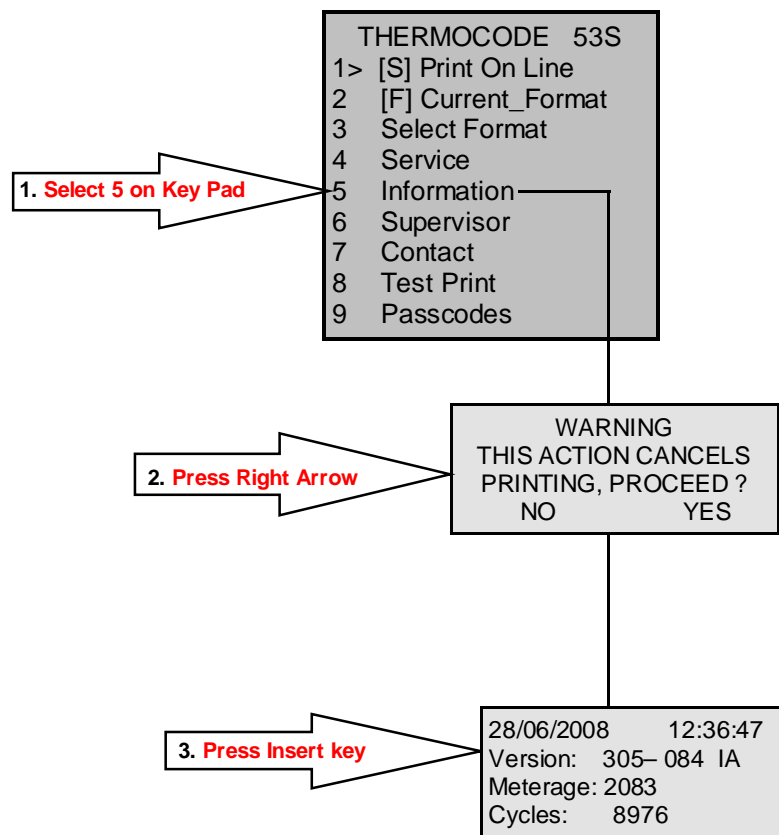 THERMOCODE 53S
1> [S] Print On Line
2 [F] Current_Format
3 Select Format
4 Service
1. Select 5 on Key Pad
5 Information
6 Supervisor
7 Contact
8 Test Print
9 Passcodes
WARNING
THIS ACTION CANCELS
2. Press Right Arrow
PRINTING, PROCEED ?
NO YES
28/06/2008 12:36:47
3. Press Insert key
Version: 305– 084 IA
Meterage: 2083
Cycles: 8976